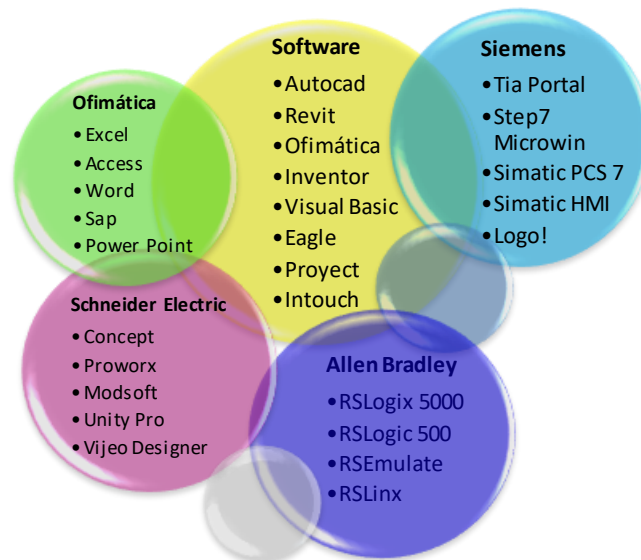 Software
•Autocad
•Revit
•Ofimática
•Inventor
•Visual Basic
•Eagle
•Proyect
•Intouch
Siemens
•Tia Portal
•Step7
Microwin
•Simatic PCS 7
•Simatic HMI
•Logo!
Ofimática
•Excel
•Access
•Word
•Sap
•Power Point
Schneider Electric
•Concept
•Proworx
•Modsoft
•Unity Pro
•Vijeo Designer
Allen Bradley
•RSLogix 5000
•RSLogic 500
•RSEmulate
•RSLinx